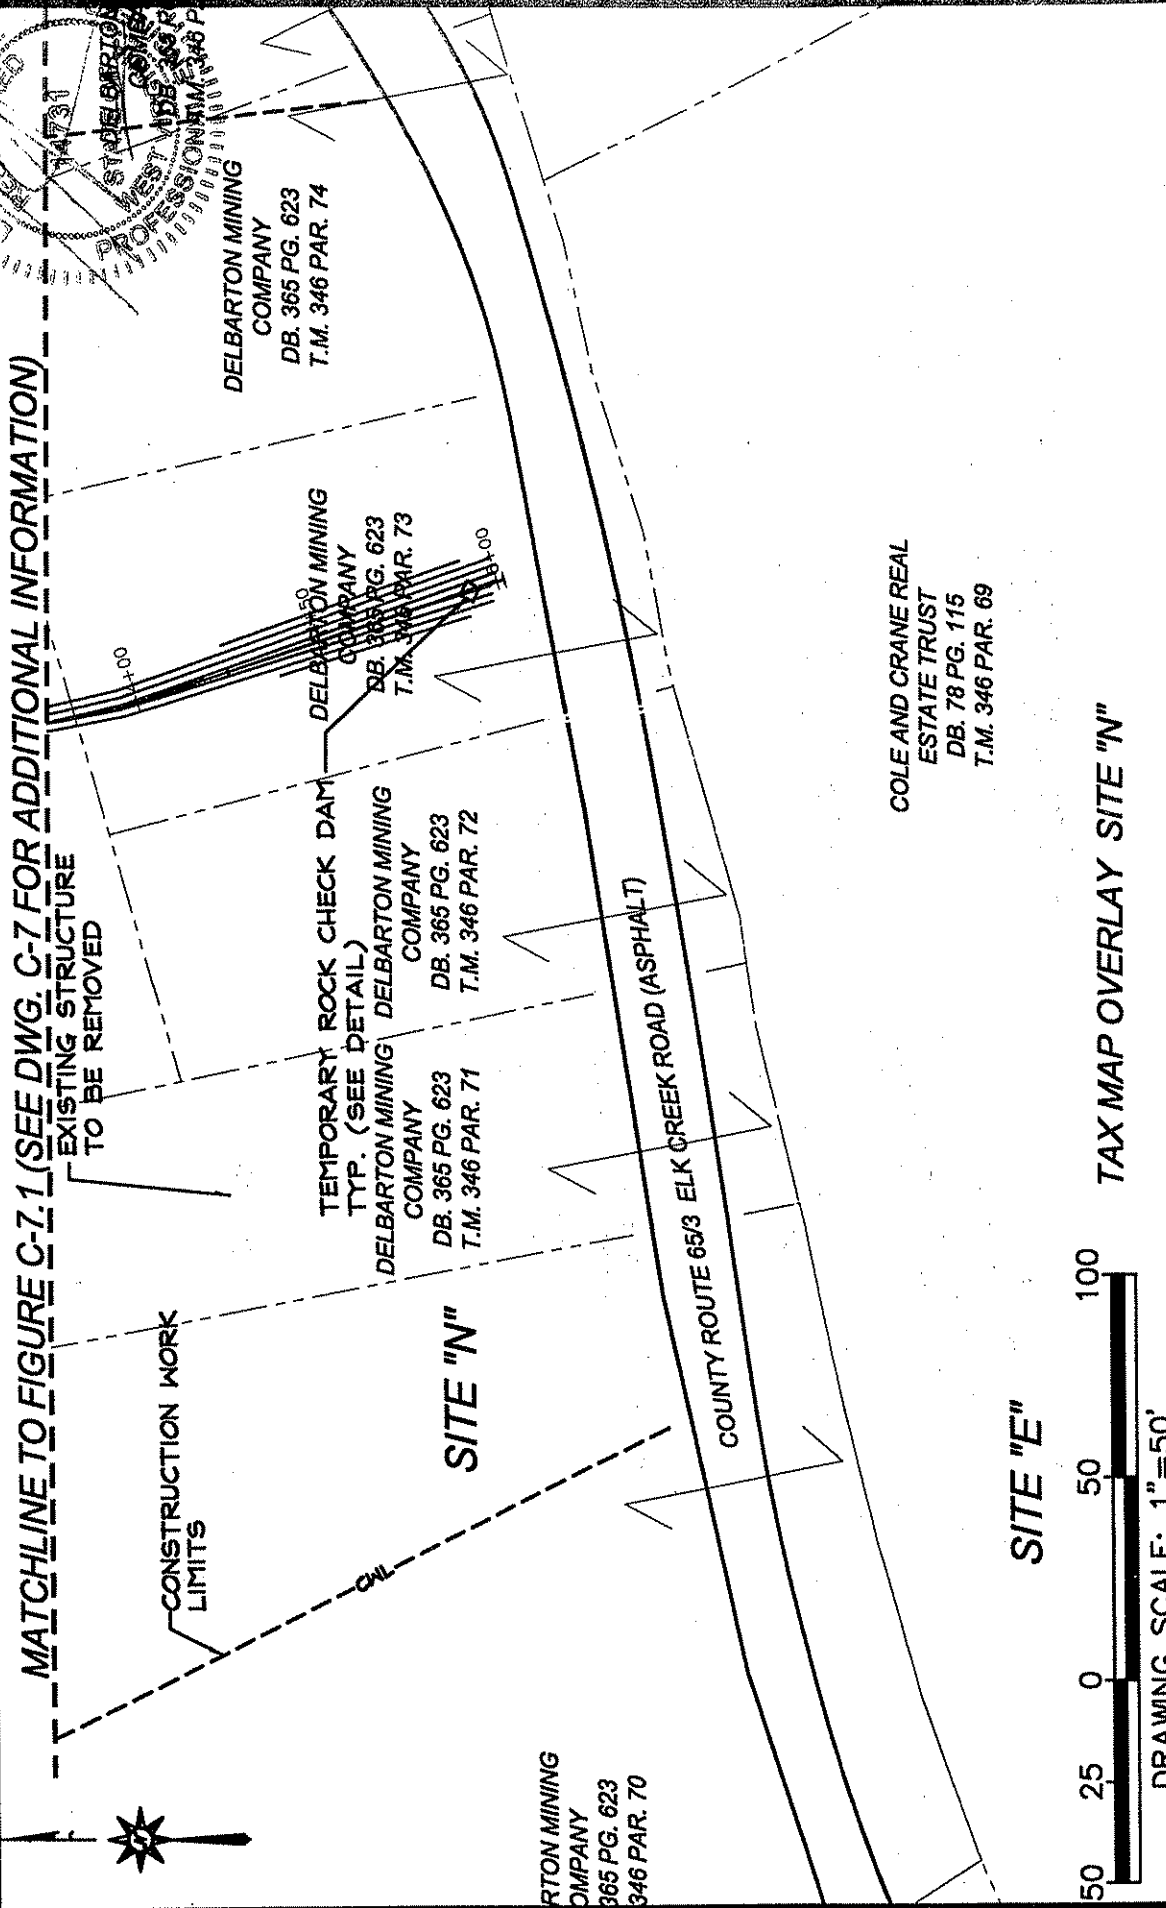 MATCHLINE TO FIGURE C-7.1 (SEE DWG. C-7 FOR ADDITIONAL INFORMATION)
EXISTING STRUCTURE
TO BE REMOVED
CONSTRUCTION WORK
LIMITS
CWL
14731
WEST
PROFESSIONAL
DELBARTON
DELBARTON MINING
COMPANY
DB. 365 PG. 623
T.M. 346 PAR. 74
DELBARTON MINING
COMPANY
DB. 365 PG. 623
T.M. 346 PAR. 73
+00
50
+00
TEMPORARY ROCK CHECK DAM
TYP. (SEE DETAIL)
DELBARTON MINING
COMPANY
DB. 365 PG. 623
T.M. 346 PAR. 72
DELBARTON MINING
COMPANY
DB. 365 PG. 623
T.M. 346 PAR. 71
SITE "N"
RTON MINING
OMPANY
365 PG. 623
346 PAR. 70
COUNTY ROUTE 65/3 ELK CREEK ROAD (ASPHALT)
COLE AND CRANE REAL
ESTATE TRUST
DB. 78 PG. 115
T.M. 346 PAR. 69
SITE "E"
TAX MAP OVERLAY SITE "N"
50 25 0 50 100
DRAWING SCALE: 1"=50'